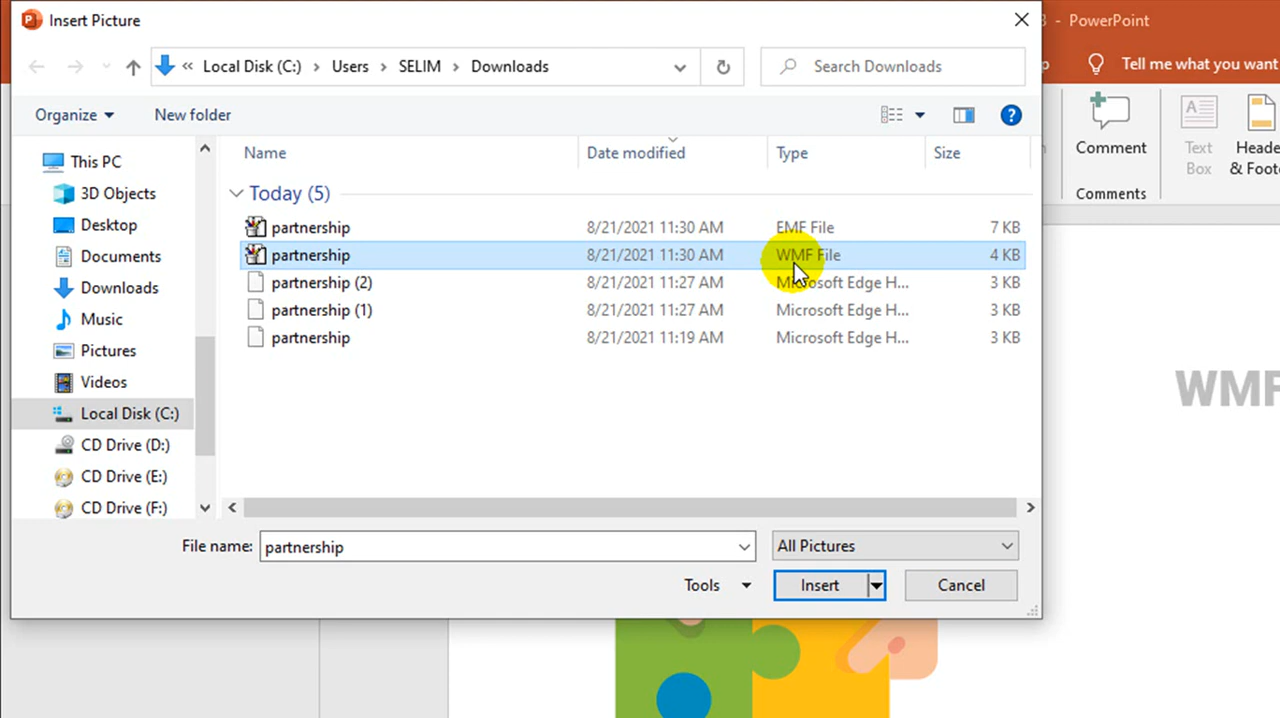 Insert Picture
3 - PowerPoint
« Local Disk (C:) > Users > SELIM > Downloads
Search Downloads
Tell me what you want
Organize
New folder
?
Comment
Text
Box
Heade
& Foote
Comments
Name
Date modified
Type
Size
Today (5)
partnership 8/21/2021 11:30 AM EMF File 7 KB
partnership 8/21/2021 11:30 AM WMF File 4 KB
partnership (2) 8/21/2021 11:27 AM Microsoft Edge H... 3 KB
partnership (1) 8/21/2021 11:27 AM Microsoft Edge H... 3 KB
partnership 8/21/2021 11:19 AM Microsoft Edge H... 3 KB
This PC
3D Objects
Desktop
Documents
Downloads
Music
Pictures
Videos
Local Disk (C:)
CD Drive (D:)
CD Drive (E:)
CD Drive (F:)
WMF
File name: partnership
All Pictures
Tools
Insert
Cancel